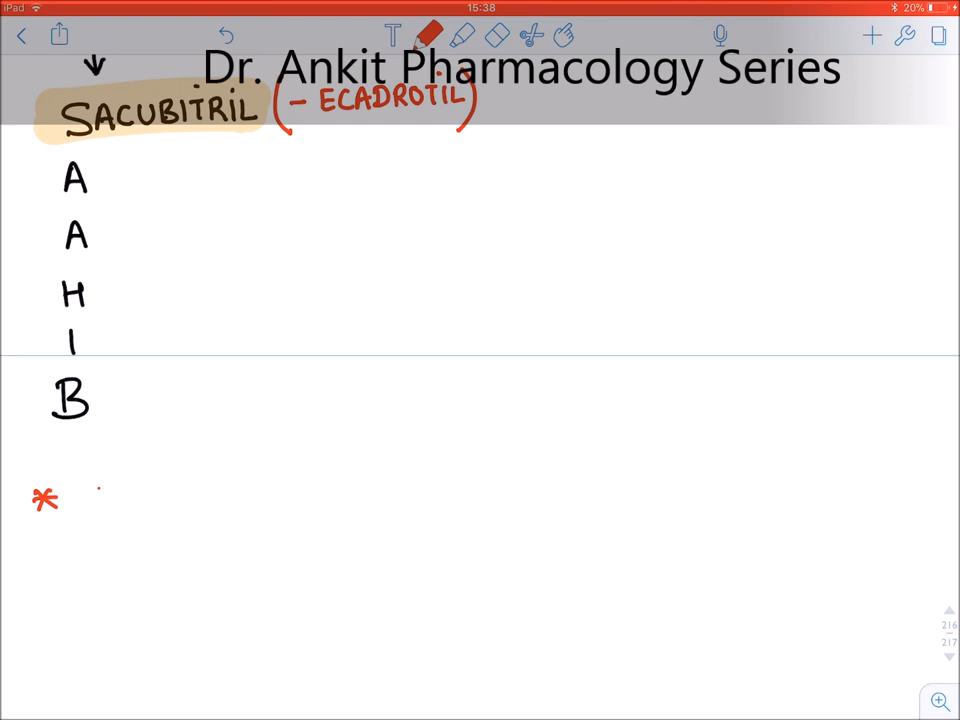 iPad 15:38 20%
T
Dr. Ankit Pharmacology Series
SACUBITRIL (- ECADROTIL)
A
A
H
I
B
*
216
217